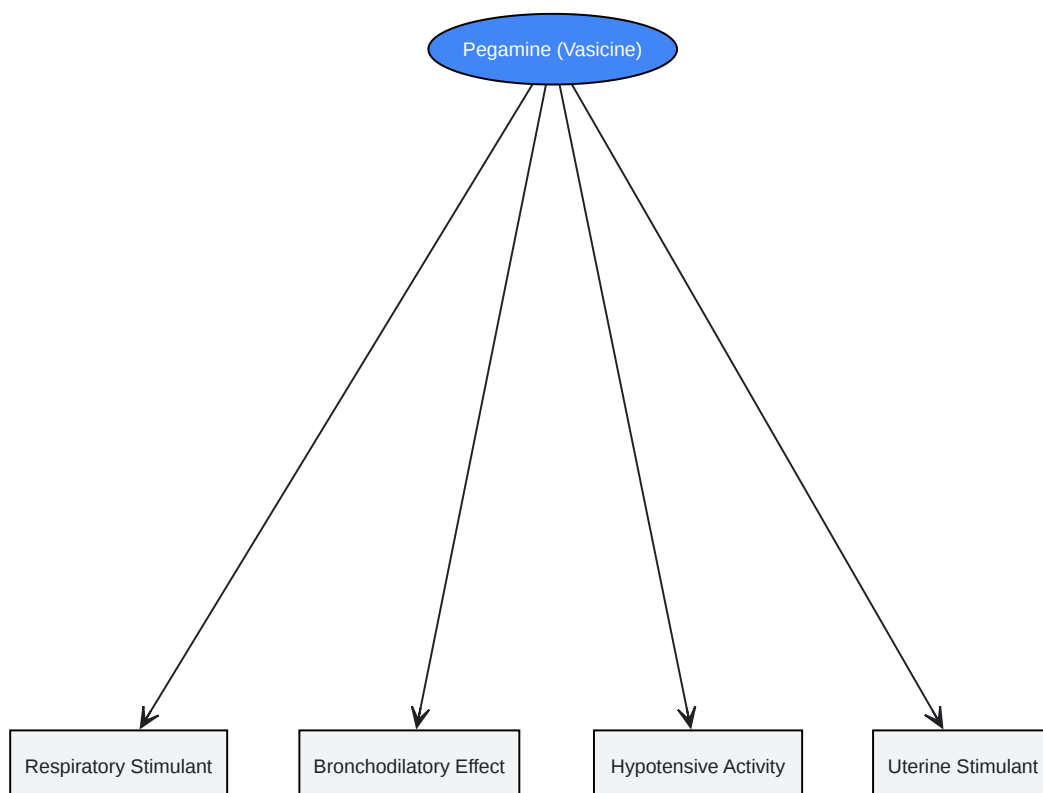 Pegamine (Vasicine)
Respiratory Stimulant
Bronchodilatory Effect
Hypotensive Activity
Uterine Stimulant